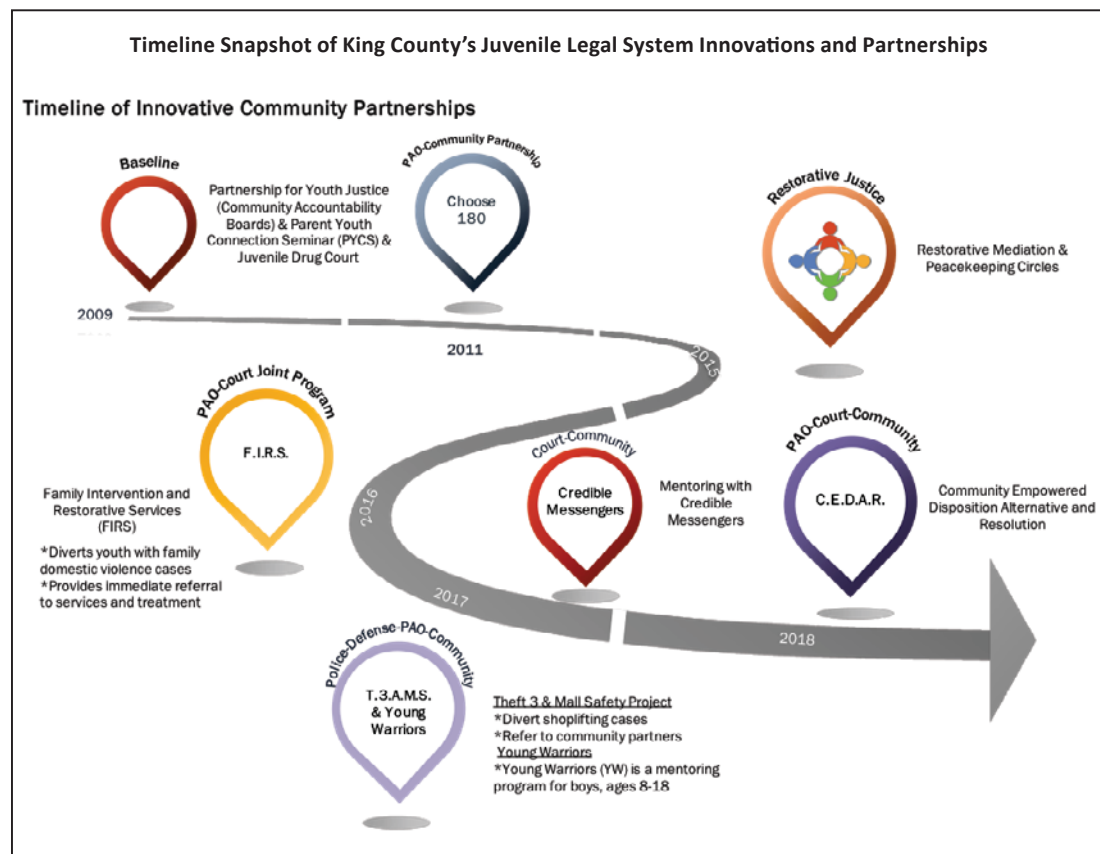 Timeline Snapshot of King County’s Juvenile Legal System Innovations and Partnerships
Timeline of Innovative Community Partnerships
Baseline
Partnership for Youth Justice
(Community Accountability
Boards) & Parent Youth
Connection Seminar (PYCS) &
Juvenile Drug Court
PAO-Community Partnership
Choose
180
Restorative Justice
Restorative Mediation &
Peacekeeping Circles
2009
2011
2015
PAO-Court Joint Program
F.I.R.S.
Family Intervention and
Restorative Services
(FIRS)
*Diverts youth with family
domestic violence cases
*Provides immediate referral
to services and treatment
2016
Court-Community
Credible
Messengers
Mentoring with
Credible
Messengers
PAO-Court-Community
C.E.D.A.R.
Community Empowered
Disposition Alternative and
Resolution
2017
2018
Police-Defense-PAO-Community
T.3.A.M.S.
& Young
Warriors
Theft 3 & Mall Safety Project
*Divert shoplifting cases
*Refer to community partners
Young Warriors
*Young Warriors (YW) is a mentoring
program for boys, ages 8-18